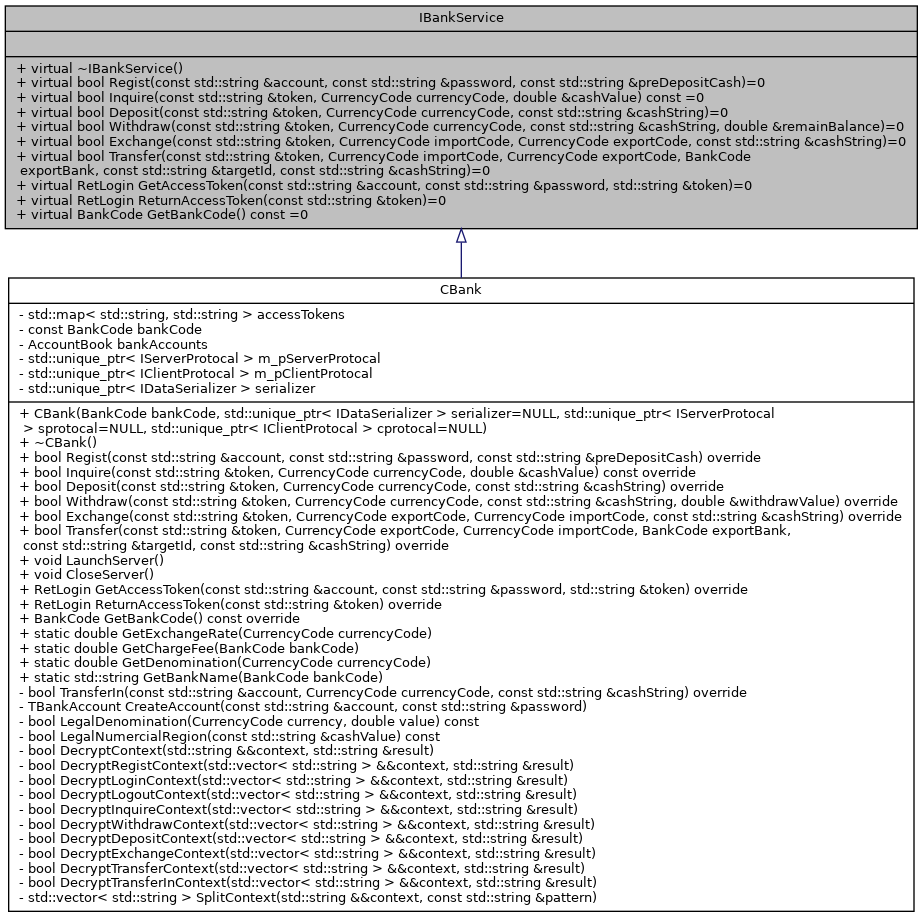 IBankService
+ virtual ~IBankService()
+ virtual bool Regist(const std::string &account, const std::string &password, const std::string &preDepositCash)=0
+ virtual bool Inquire(const std::string &token, CurrencyCode currencyCode, double &cashValue) const =0
+ virtual bool Deposit(const std::string &token, CurrencyCode currencyCode, const std::string &cashString)=0
+ virtual bool Withdraw(const std::string &token, CurrencyCode currencyCode, const std::string &cashString, double &remainBalance)=0
+ virtual bool Exchange(const std::string &token, CurrencyCode importCode, CurrencyCode exportCode, const std::string &cashString)=0
+ virtual bool Transfer(const std::string &token, CurrencyCode importCode, CurrencyCode exportCode, BankCode
exportBank, const std::string &targetId, const std::string &cashString)=0
+ virtual RetLogin GetAccessToken(const std::string &account, const std::string &password, std::string &token)=0
+ virtual RetLogin ReturnAccessToken(const std::string &token)=0
+ virtual BankCode GetBankCode() const =0
CBank
- std::map< std::string, std::string > accessTokens
- const BankCode bankCode
- AccountBook bankAccounts
- std::unique_ptr< IServerProtocal > m_pServerProtocal
- std::unique_ptr< IClientProtocal > m_pClientProtocal
- std::unique_ptr< IDataSerializer > serializer
+ CBank(BankCode bankCode, std::unique_ptr< IDataSerializer > serializer=NULL, std::unique_ptr< IServerProtocal
> sprotocal=NULL, std::unique_ptr< IClientProtocal > cprotocal=NULL)
+ ~CBank()
+ bool Regist(const std::string &account, const std::string &password, const std::string &preDepositCash) override
+ bool Inquire(const std::string &token, CurrencyCode currencyCode, double &cashValue) const override
+ bool Deposit(const std::string &token, CurrencyCode currencyCode, const std::string &cashString) override
+ bool Withdraw(const std::string &token, CurrencyCode currencyCode, const std::string &cashString, double &withdrawValue) override
+ bool Exchange(const std::string &token, CurrencyCode exportCode, CurrencyCode importCode, const std::string &cashString) override
+ bool Transfer(const std::string &token, CurrencyCode exportCode, CurrencyCode importCode, BankCode exportBank,
const std::string &targetId, const std::string &cashString) override
+ void LaunchServer()
+ void CloseServer()
+ RetLogin GetAccessToken(const std::string &account, const std::string &password, std::string &token) override
+ RetLogin ReturnAccessToken(const std::string &token) override
+ BankCode GetBankCode() const override
+ static double GetExchangeRate(CurrencyCode currencyCode)
+ static double GetChargeFee(BankCode bankCode)
+ static double GetDenomination(CurrencyCode currencyCode)
+ static std::string GetBankName(BankCode bankCode)
- bool TransferIn(const std::string &account, CurrencyCode currencyCode, const std::string &cashString) override
- TBankAccount CreateAccount(const std::string &account, const std::string &password)
- bool LegalDenomination(CurrencyCode currency, double value) const
- bool LegalNumercialRegion(const std::string &cashValue) const
- bool DecryptContext(std::string &&context, std::string &result)
- bool DecryptRegistContext(std::vector< std::string > &&context, std::string &result)
- bool DecryptLoginContext(std::vector< std::string > &&context, std::string &result)
- bool DecryptLogoutContext(std::vector< std::string > &&context, std::string &result)
- bool DecryptInquireContext(std::vector< std::string > &&context, std::string &result)
- bool DecryptWithdrawContext(std::vector< std::string > &&context, std::string &result)
- bool DecryptDepositContext(std::vector< std::string > &&context, std::string &result)
- bool DecryptExchangeContext(std::vector< std::string > &&context, std::string &result)
- bool DecryptTransferContext(std::vector< std::string > &&context, std::string &result)
- bool DecryptTransferInContext(std::vector< std::string > &&context, std::string &result)
- std::vector< std::string > SplitContext(std::string &&context, const std::string &pattern)